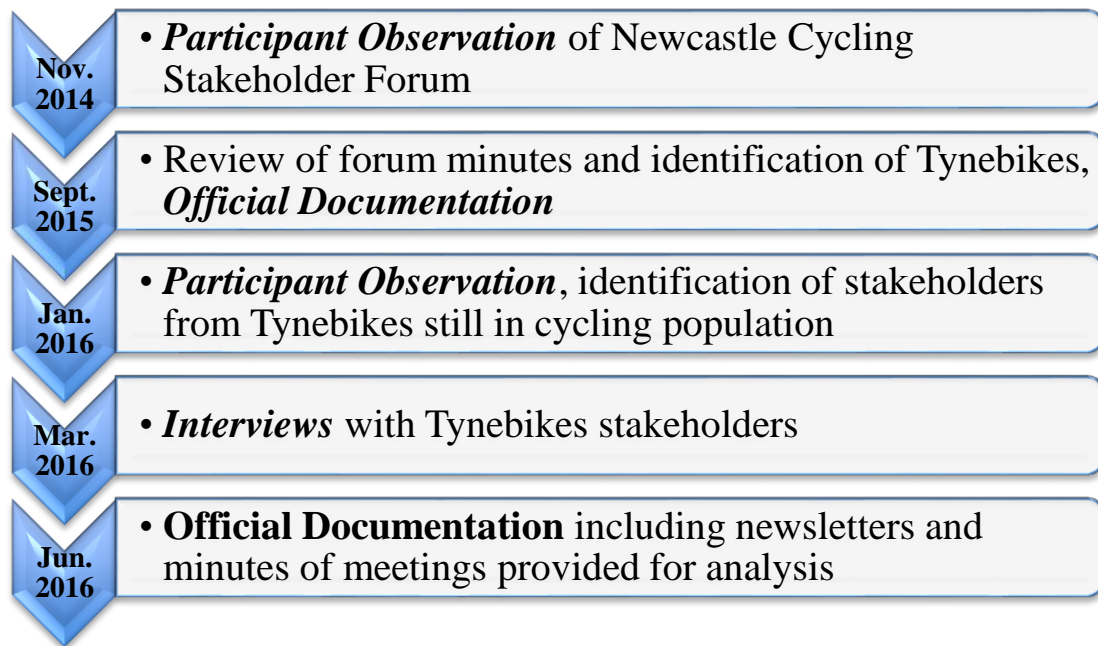 Nov.
2014
• Participant Observation of Newcastle Cycling
Stakeholder Forum
Sept.
2015
• Review of forum minutes and identification of Tynebikes,
Official Documentation
Jan.
2016
• Participant Observation, identification of stakeholders
from Tynebikes still in cycling population
Mar.
2016
• Interviews with Tynebikes stakeholders
Jun.
2016
• Official Documentation including newsletters and
minutes of meetings provided for analysis